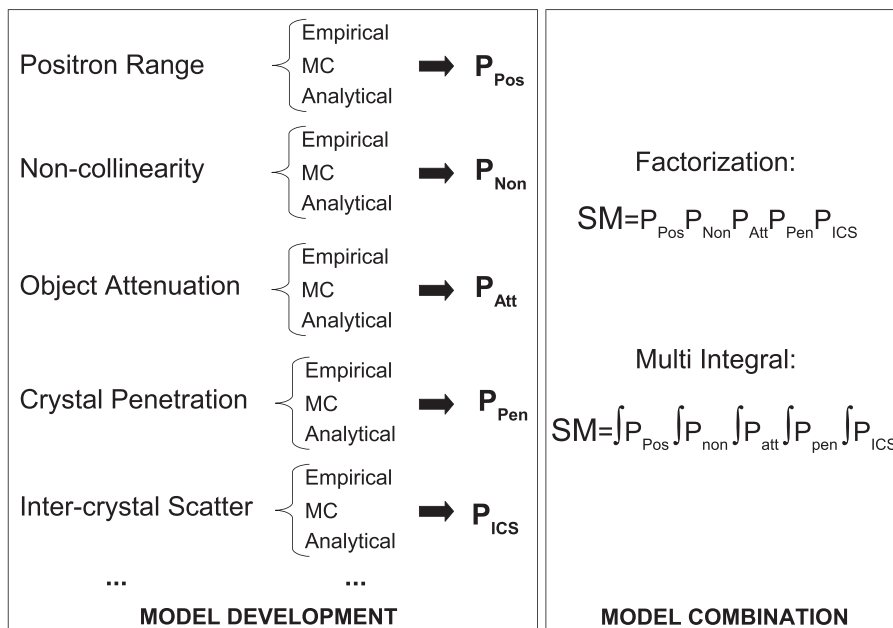 Empirical
Positron Range
MC
P_Pos
Analytical
Empirical
Non-collinearity
MC
P_Non
Analytical
Empirical
Object Attenuation
MC
P_Att
Analytical
Empirical
Crystal Penetration
MC
P_Pen
Analytical
Empirical
Inter-crystal Scatter
MC
P_ICS
Analytical
... ...
MODEL DEVELOPMENT
Factorization:
SM=P_Pos P_Non P_Att P_Pen P_ICS
Multi Integral:
SM=∫P_Pos ∫P_non ∫P_att ∫P_pen ∫P_ICS
MODEL COMBINATION